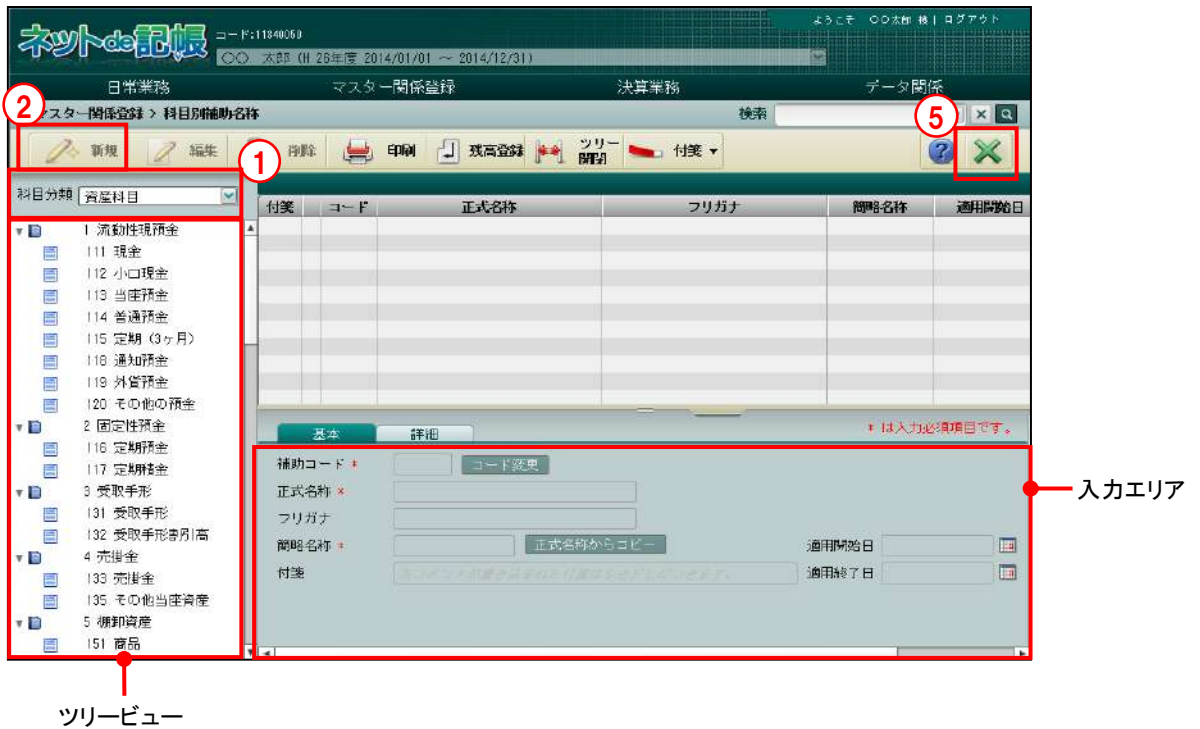 ネットde記帳 コード:11840050 ようこそ 〇〇太郎 様 | ログアウト
〇〇 太郎 (H 26年度 2014/01/01 ～ 2014/12/31)
日常業務 マスター関係登録 決算業務 データ関係
② マスター関係登録 > 科目別補助名称 検索 ⑤
新規 編集 ① 削除 印刷 残高登録 ツリー開閉 付箋 ▼
科目分類 資産科目
付箋 コード 正式名称 フリガナ 簡略名称 適用開始日
1 流動性現預金
111 現金
112 小口現金
113 当座預金
114 普通預金
115 定期（3ヶ月）
118 通知預金
119 外貨預金
120 その他の預金
2 固定性預金
116 定期預金
117 定期積金
3 受取手形
131 受取手形
132 受取手形割引高
4 売掛金
133 売掛金
135 その他当座資産
5 棚卸資産
151 商品
基本 詳細 * は入力必須項目です。
補助コード * コード変更
正式名称 *
フリガナ
簡略名称 * 正式名称からコピー 適用開始日
付箋 適用終了日
入力エリア
ツリービュー